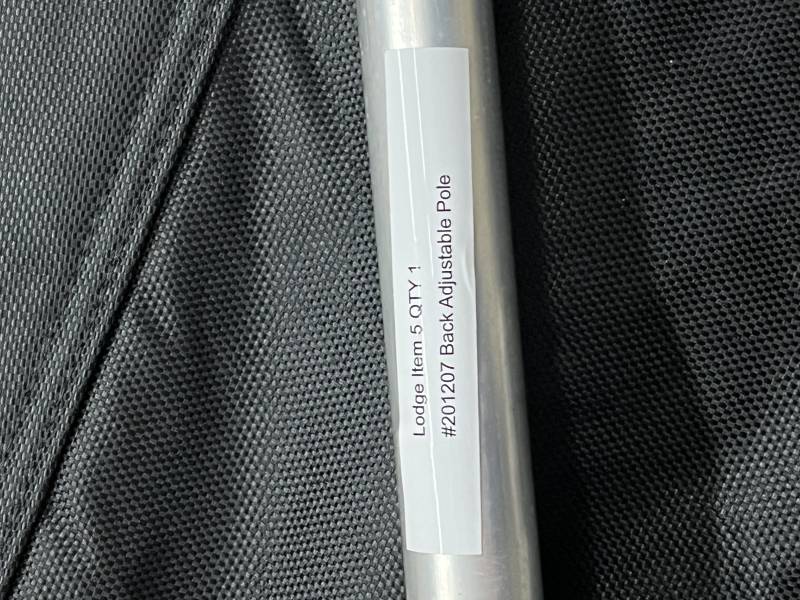 Lodge Item 5 QTY 1
#201207 Back Adjustable Pole